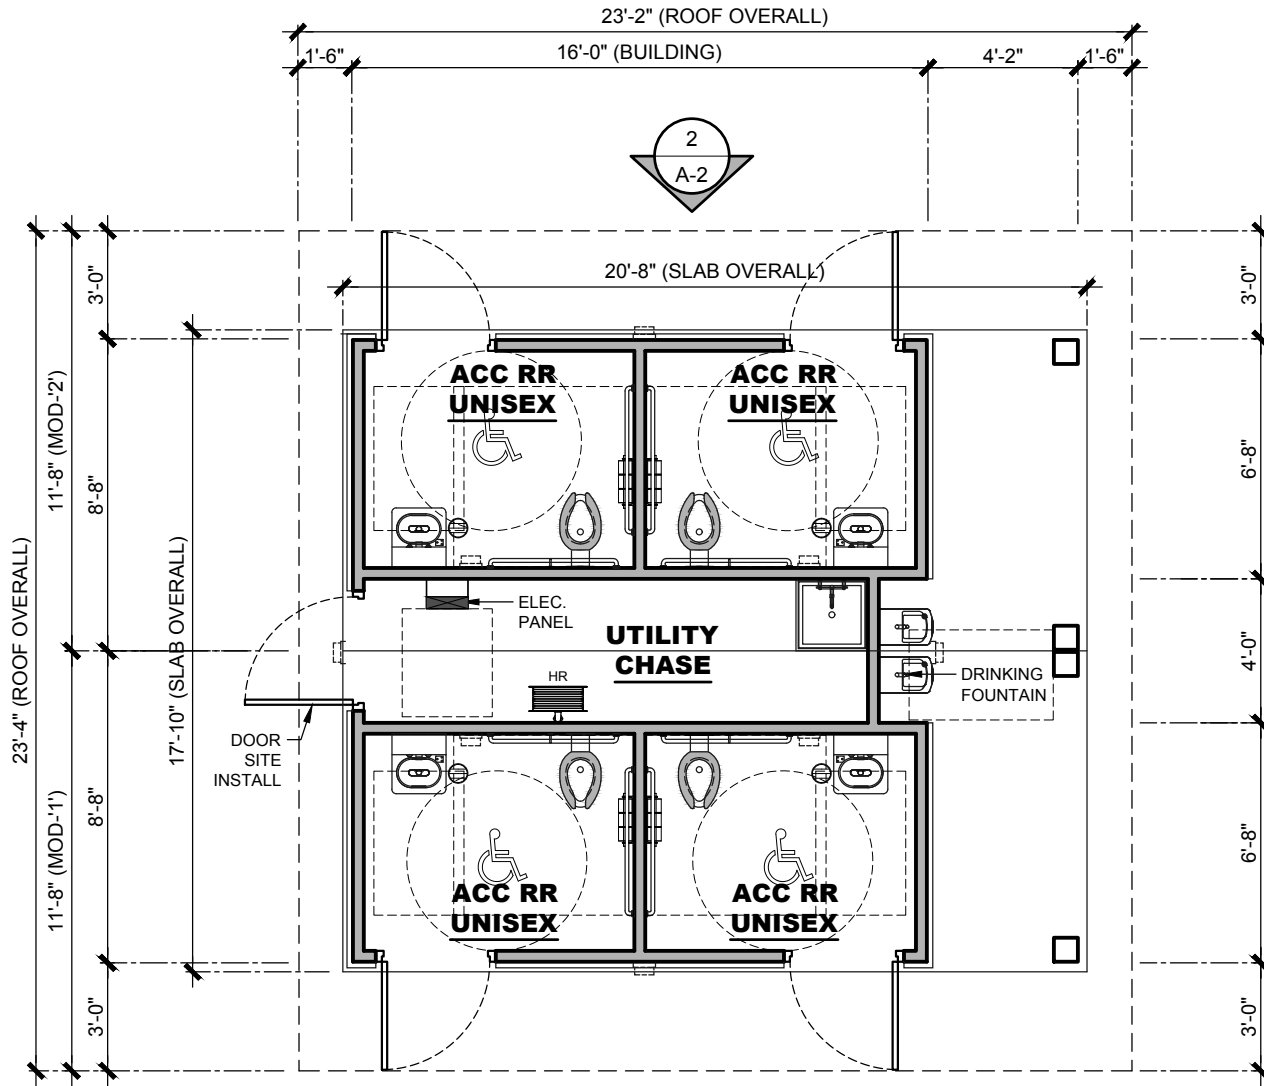 23'-2" (ROOF OVERALL)
1'-6"
16'-0" (BUILDING)
4'-2"
1'-6"
2
A-2
20'-8" (SLAB OVERALL)
3'-0"
3'-0"
ACC RR
UNISEX
ACC RR
UNISEX
11'-8" (MOD-'2')
8'-8"
6'-8"
23'-4" (ROOF OVERALL)
17'-10" (SLAB OVERALL)
ELEC.
PANEL
UTILITY
CHASE
4'-0"
HR
DRINKING
FOUNTAIN
DOOR
SITE
INSTALL
11'-8" (MOD-'1')
8'-8"
6'-8"
ACC RR
UNISEX
ACC RR
UNISEX
3'-0"
3'-0"